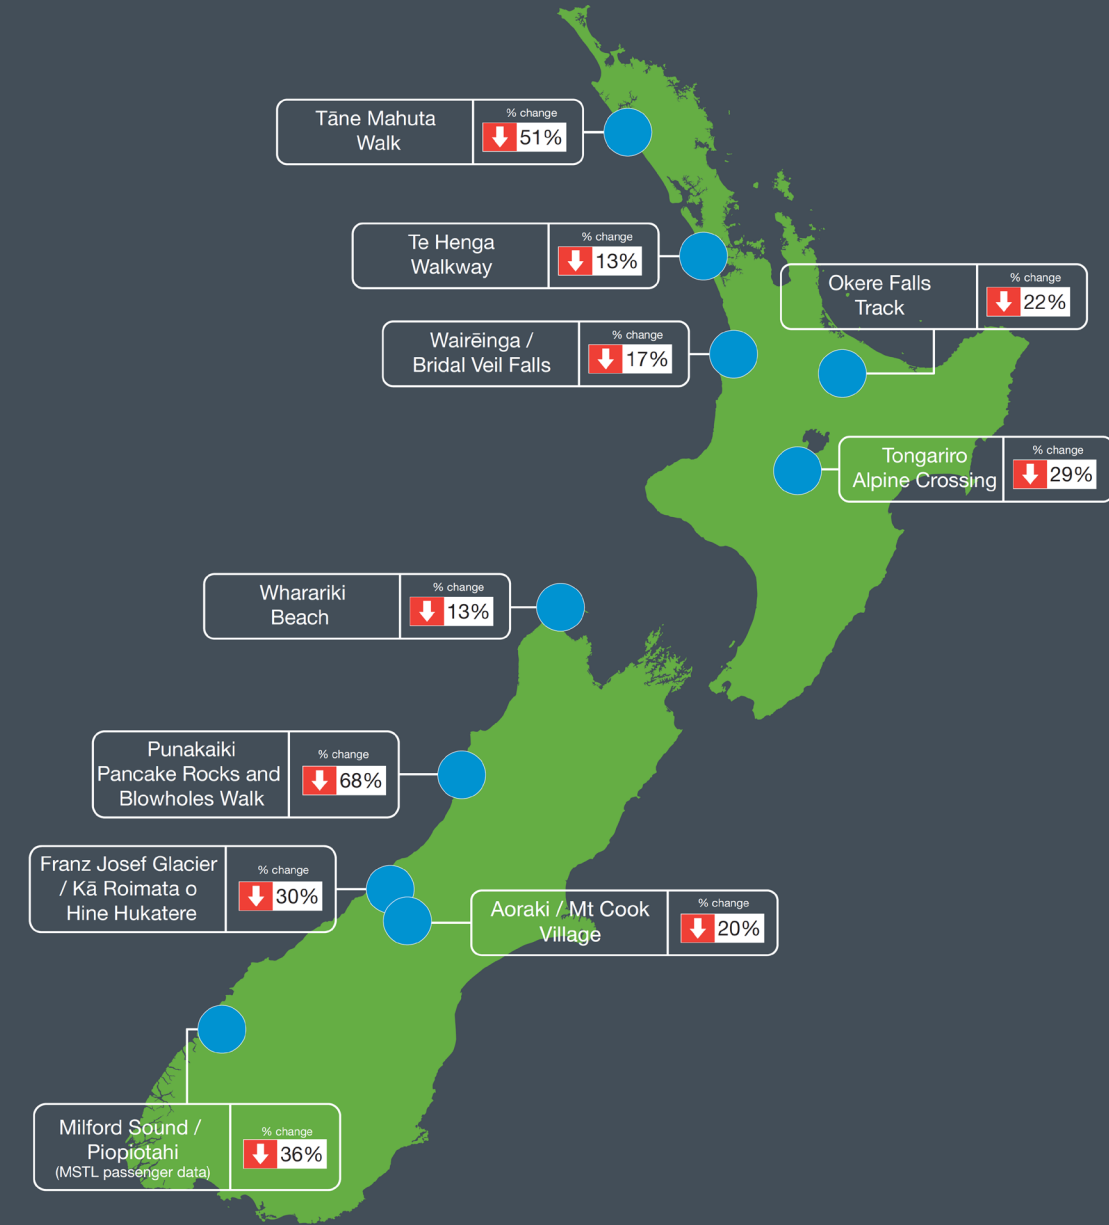 Tāne Mahuta
Walk
% change
51%
Te Henga
Walkway
% change
13%
Okere Falls
Track
% change
22%
Wairēinga /
Bridal Veil Falls
% change
17%
Tongariro
Alpine Crossing
% change
29%
Wharariki
Beach
% change
13%
Punakaiki
Pancake Rocks and
Blowholes Walk
% change
68%
Franz Josef Glacier
/ Kā Roimata o
Hine Hukatere
% change
30%
Aoraki / Mt Cook
Village
% change
20%
Milford Sound /
Piopiotahi
(MSTL passenger data)
% change
36%